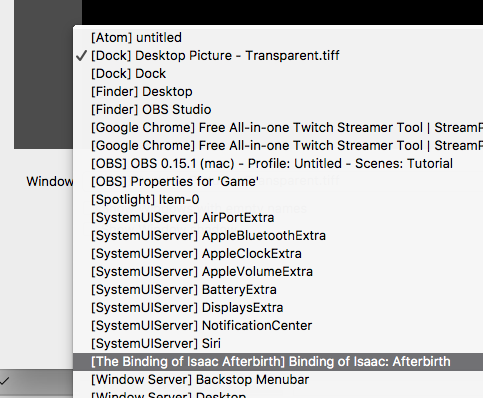 [Atom] untitled
✓ [Dock] Desktop Picture - Transparent.tiff
[Dock] Dock
[Finder] Desktop
[Finder] OBS Studio
[Google Chrome] Free All-in-one Twitch Streamer Tool | StreamP
[Google Chrome] Free All-in-one Twitch Streamer Tool | StreamP
[OBS] OBS 0.15.1 (mac) - Profile: Untitled - Scenes: Tutorial
Window
[OBS] Properties for 'Game'
[Spotlight] Item-0
[SystemUIServer] AirPortExtra
[SystemUIServer] AppleBluetoothExtra
[SystemUIServer] AppleClockExtra
[SystemUIServer] AppleVolumeExtra
[SystemUIServer] BatteryExtra
[SystemUIServer] DisplaysExtra
[SystemUIServer] NotificationCenter
[SystemUIServer] Siri
[The Binding of Isaac Afterbirth] Binding of Isaac: Afterbirth
[Window Server] Backstop Menubar
[Window Server] Desktop